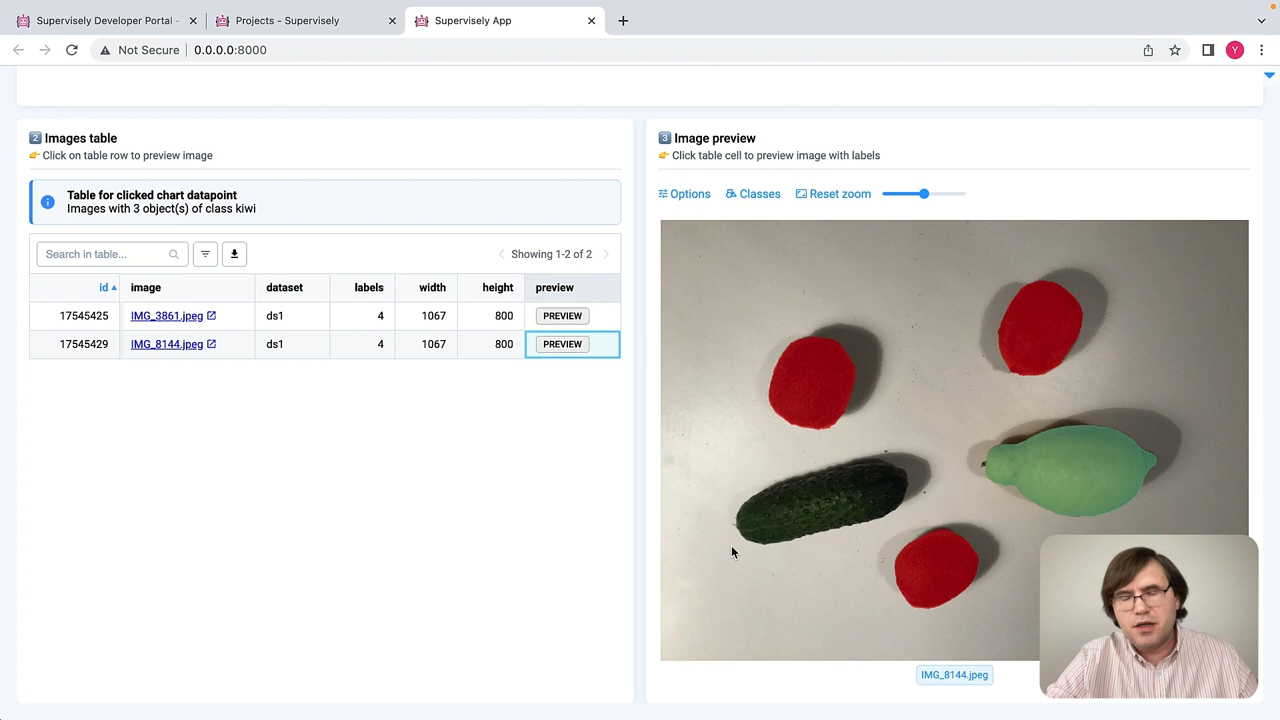 Supervisely Developer Portal -
Projects - Supervisely
Supervisely App
Not Secure
0.0.0.0:8000
Y
2 Images table
Click on table row to preview image
Table for clicked chart datapoint
Images with 3 object(s) of class kiwi
Search in table...
Showing 1-2 of 2
id image dataset labels width height preview
17545425 IMG_3861.jpeg ds1 4 1067 800 PREVIEW
17545429 IMG_8144.jpeg ds1 4 1067 800 PREVIEW
3 Image preview
Click table cell to preview image with labels
Options Classes Reset zoom
IMG_8144.jpeg